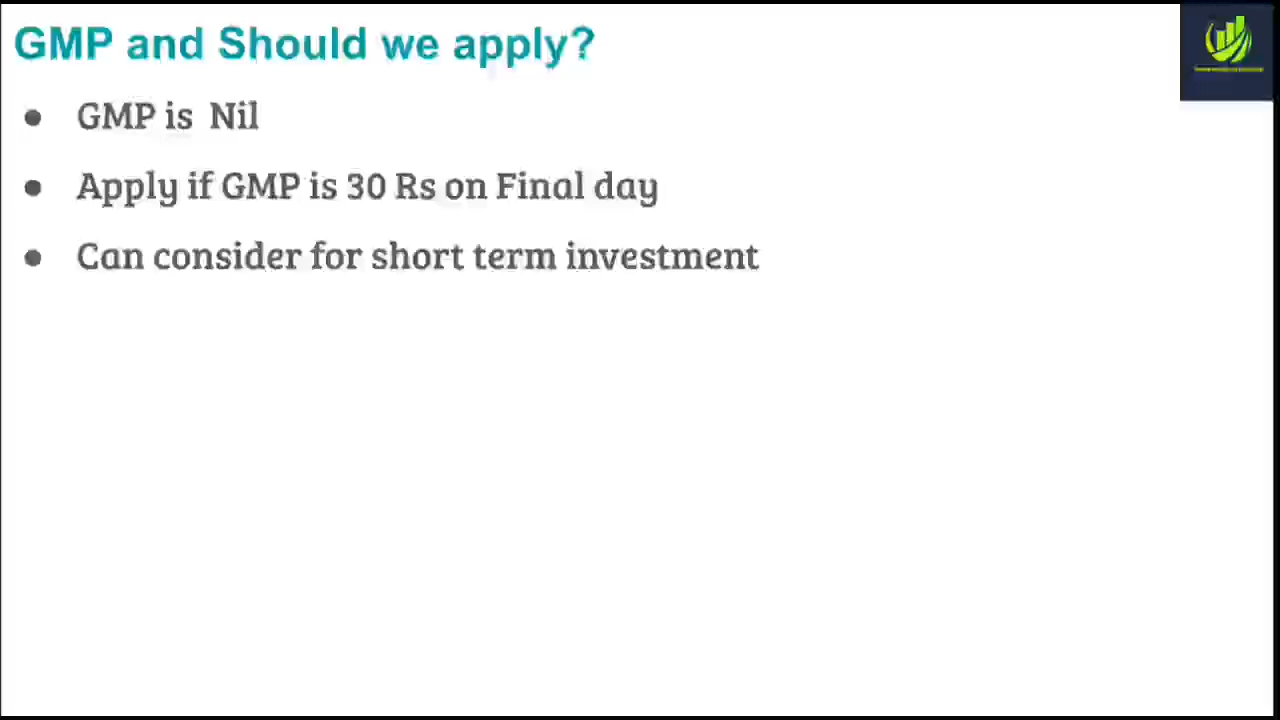 GMP and Should we apply?
● GMP is Nil
● Apply if GMP is 30 Rs on Final day
● Can consider for short term investment